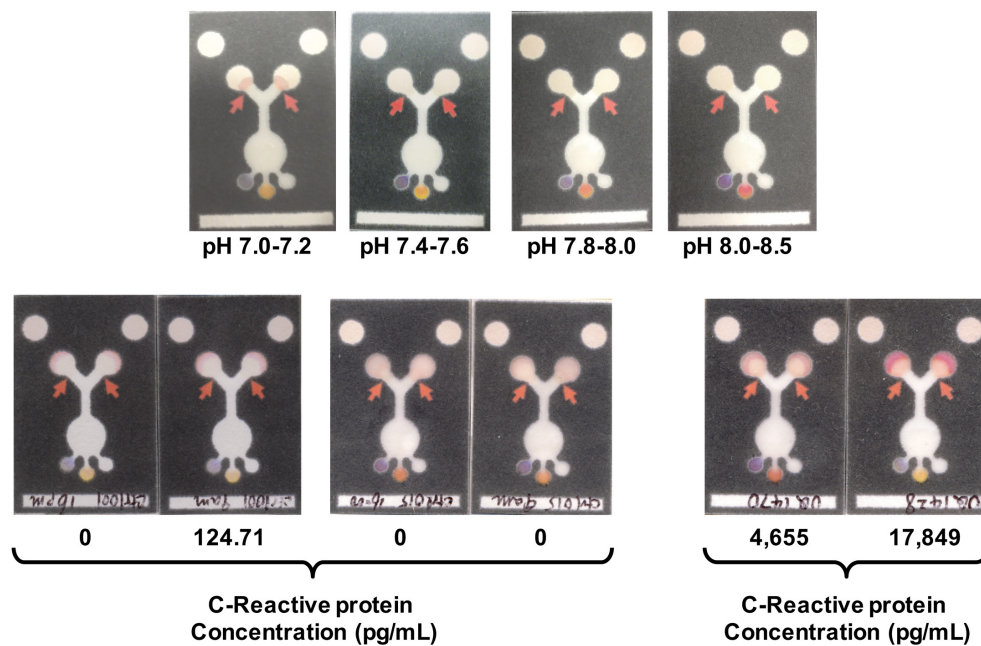 pH 7.0-7.2
pH 7.4-7.6
pH 7.8-8.0
pH 8.0-8.5
0
124.71
0
0
4,655
17,849
C-Reactive protein
Concentration (pg/mL)
C-Reactive protein
Concentration (pg/mL)